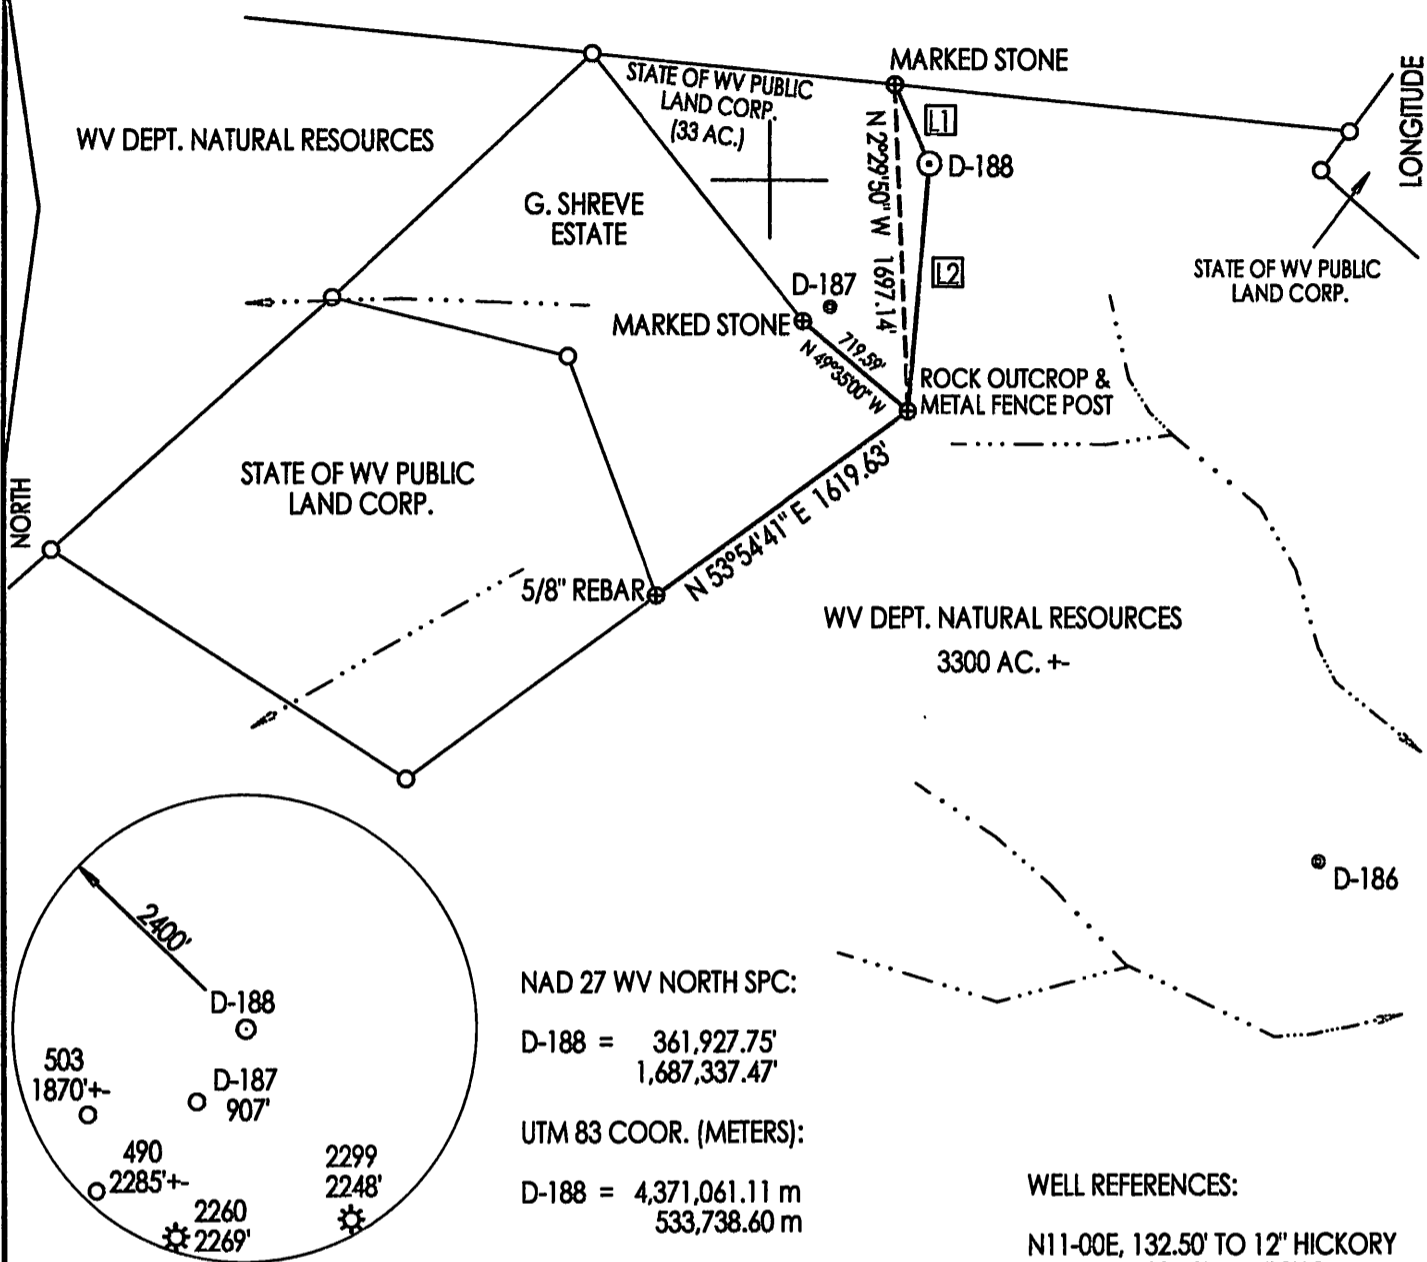 MARKED STONE
LONGITUDE
STATE OF WV PUBLIC
LAND CORP.
(33 AC.)
L1
WV DEPT. NATURAL RESOURCES
D-188
G. SHREVE
ESTATE
N 2°29'50" W 1697.14'
L2
STATE OF WV PUBLIC
LAND CORP.
D-187
MARKED STONE
719.59'
N 49°35'00" W
ROCK OUTCROP &
METAL FENCE POST
STATE OF WV PUBLIC
LAND CORP.
NORTH
N 53°54'41" E 1619.63'
5/8" REBAR
WV DEPT. NATURAL RESOURCES
3300 AC. +-
D-186
2400'
D-188
503
1870'+-
D-187
907'
490
2285'+-
2299
2248'
2260
2269'
NAD 27 WV NORTH SPC:
D-188 = 361,927.75'
1,687,337.47'
UTM 83 COOR. (METERS):
D-188 = 4,371,061.11 m
533,738.60 m
WELL REFERENCES:
N11-00E, 132.50' TO 12" HICKORY